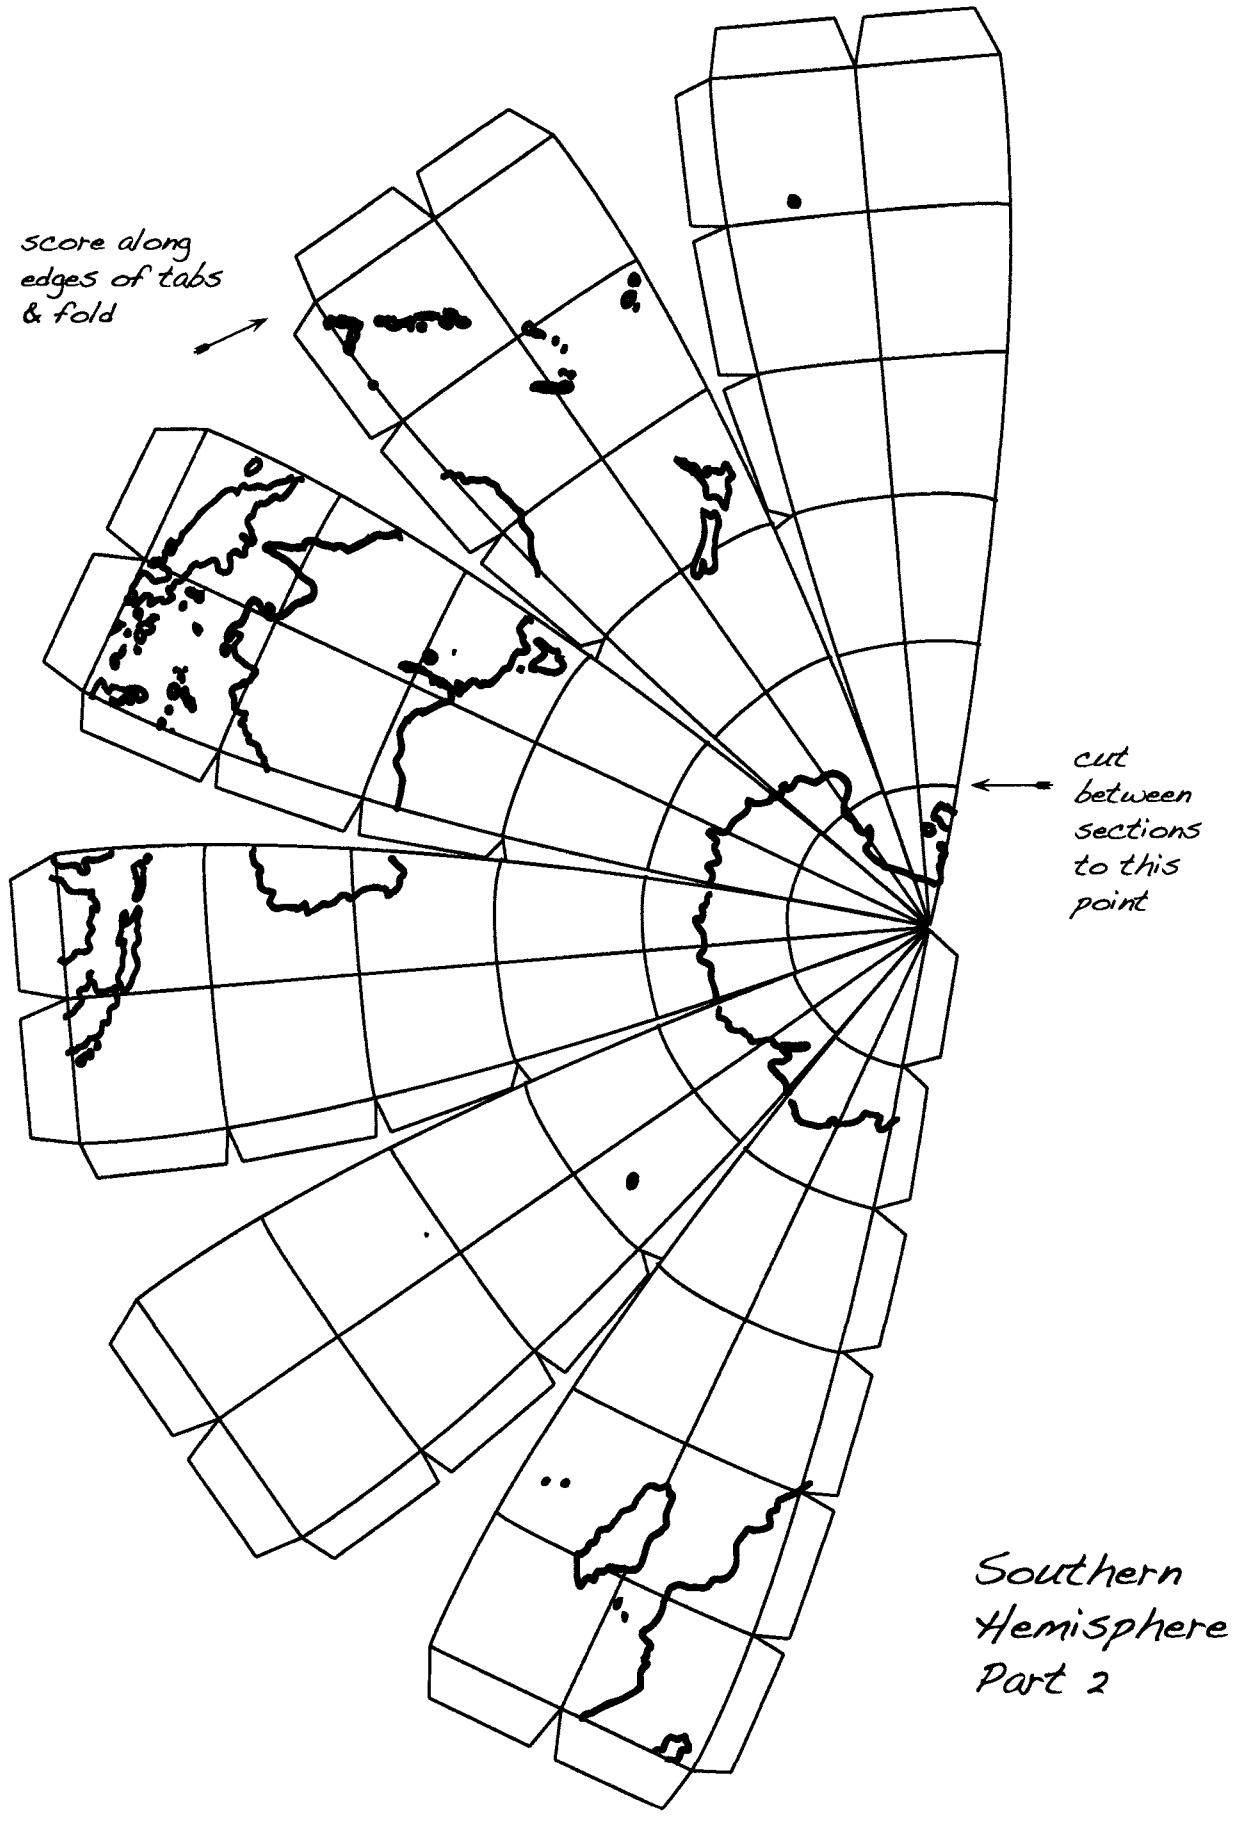 score along
edges of tabs
& fold
cut
between
sections
to this
point
Southern
Hemisphere
Part 2